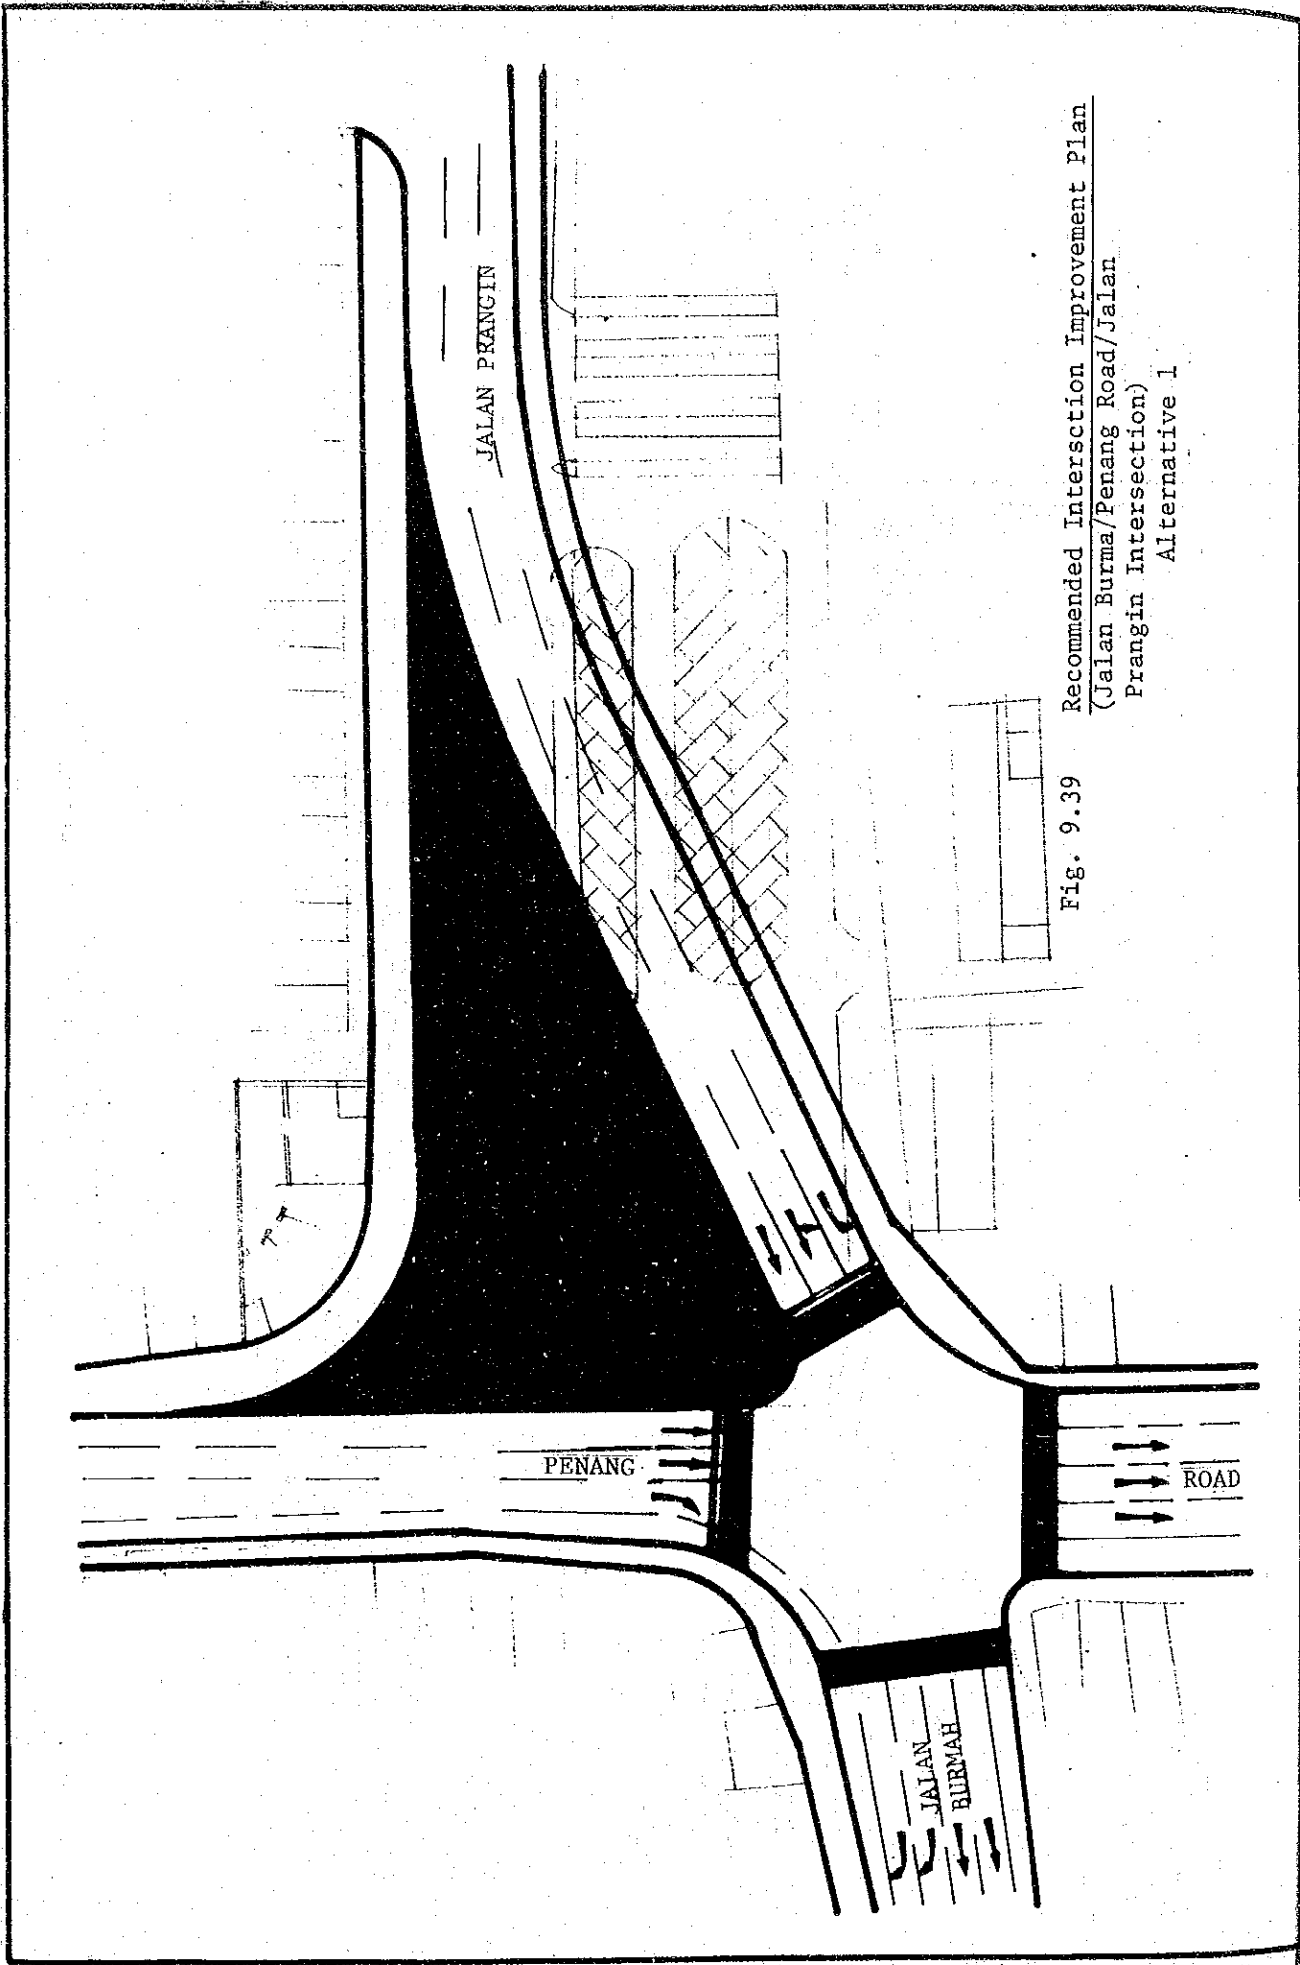 JALAN PRANGIN
PENANG
ROAD
JALAN
BURMAH
Fig. 9.39 Recommended Intersction Improvement Plan
(Jalan Burma/Penang Road/Jalan
Prangin Intersection)
Alternative 1